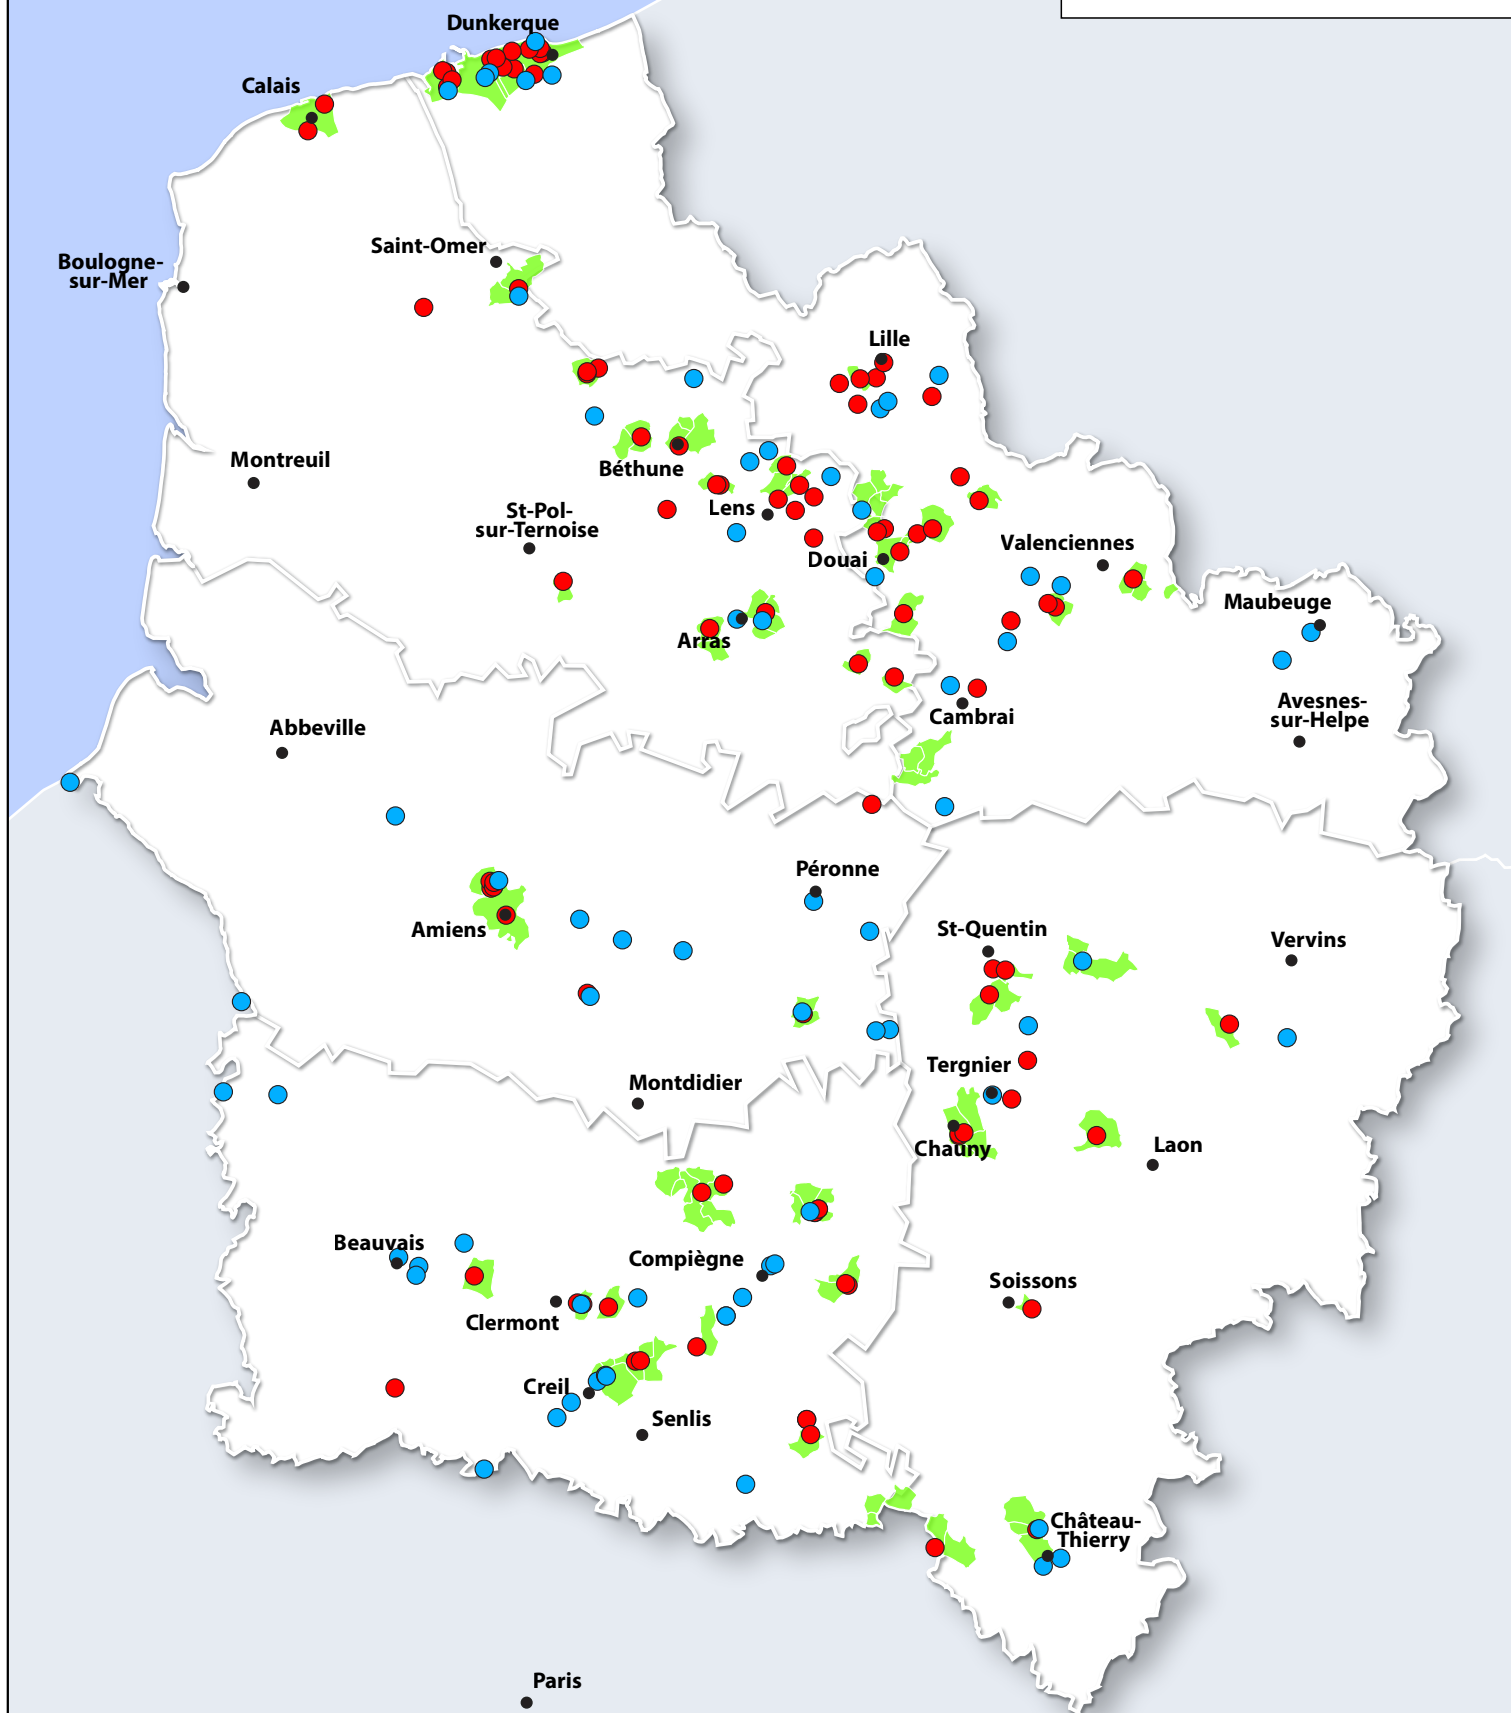 Dunkerque
Calais
Saint-Omer
Boulogne-
sur-Mer
Lille
Montreuil
Béthune
St-Pol-
sur-Ternoise
Lens
Douai
Valenciennes
Maubeuge
Arras
Cambrai
Avesnes-
sur-Helpe
Abbeville
Péronne
Amiens
St-Quentin
Vervins
Tergnier
Montdidier
Chauny
Laon
Beauvais
Compiègne
Soissons
Clermont
Creil
Senlis
Château-
Thierry
Paris